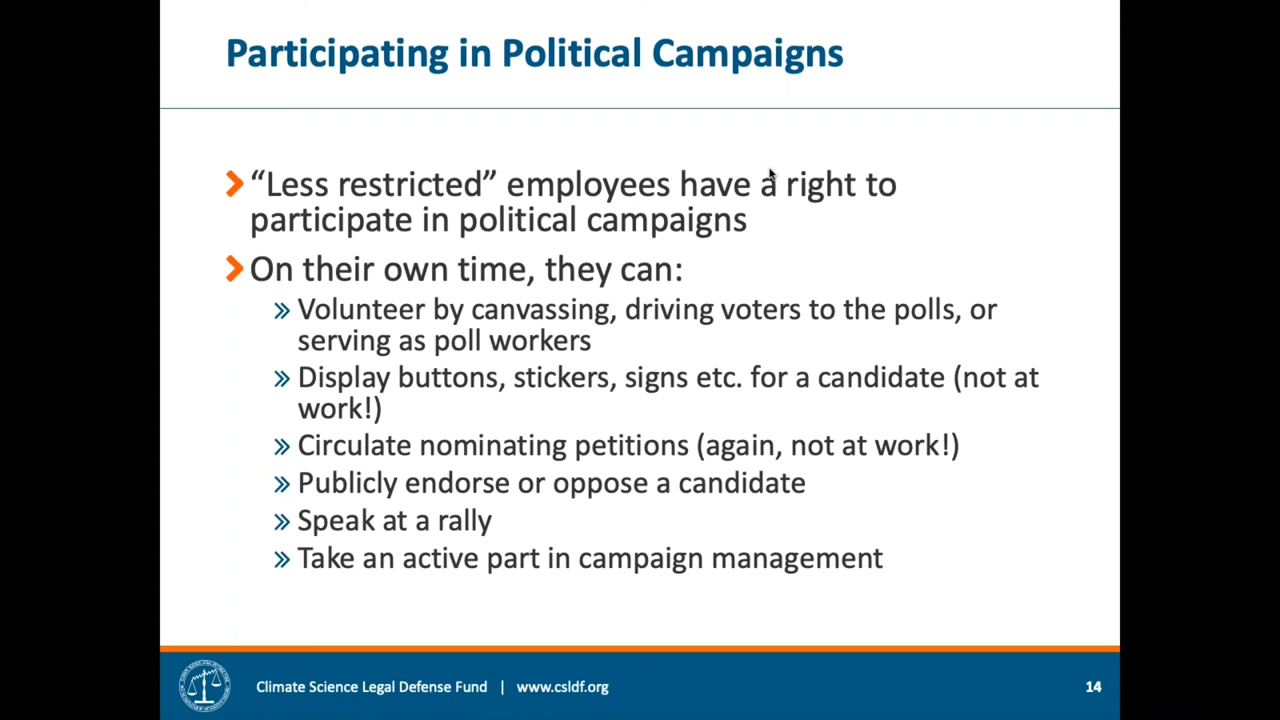 Participating in Political Campaigns
“Less restricted” employees have a right to
participate in political campaigns
On their own time, they can:
Volunteer by canvassing, driving voters to the polls, or
serving as poll workers
Display buttons, stickers, signs etc. for a candidate (not at
work!)
Circulate nominating petitions (again, not at work!)
Publicly endorse or oppose a candidate
Speak at a rally
Take an active part in campaign management
Climate Science Legal Defense Fund | www.csldf.org
14